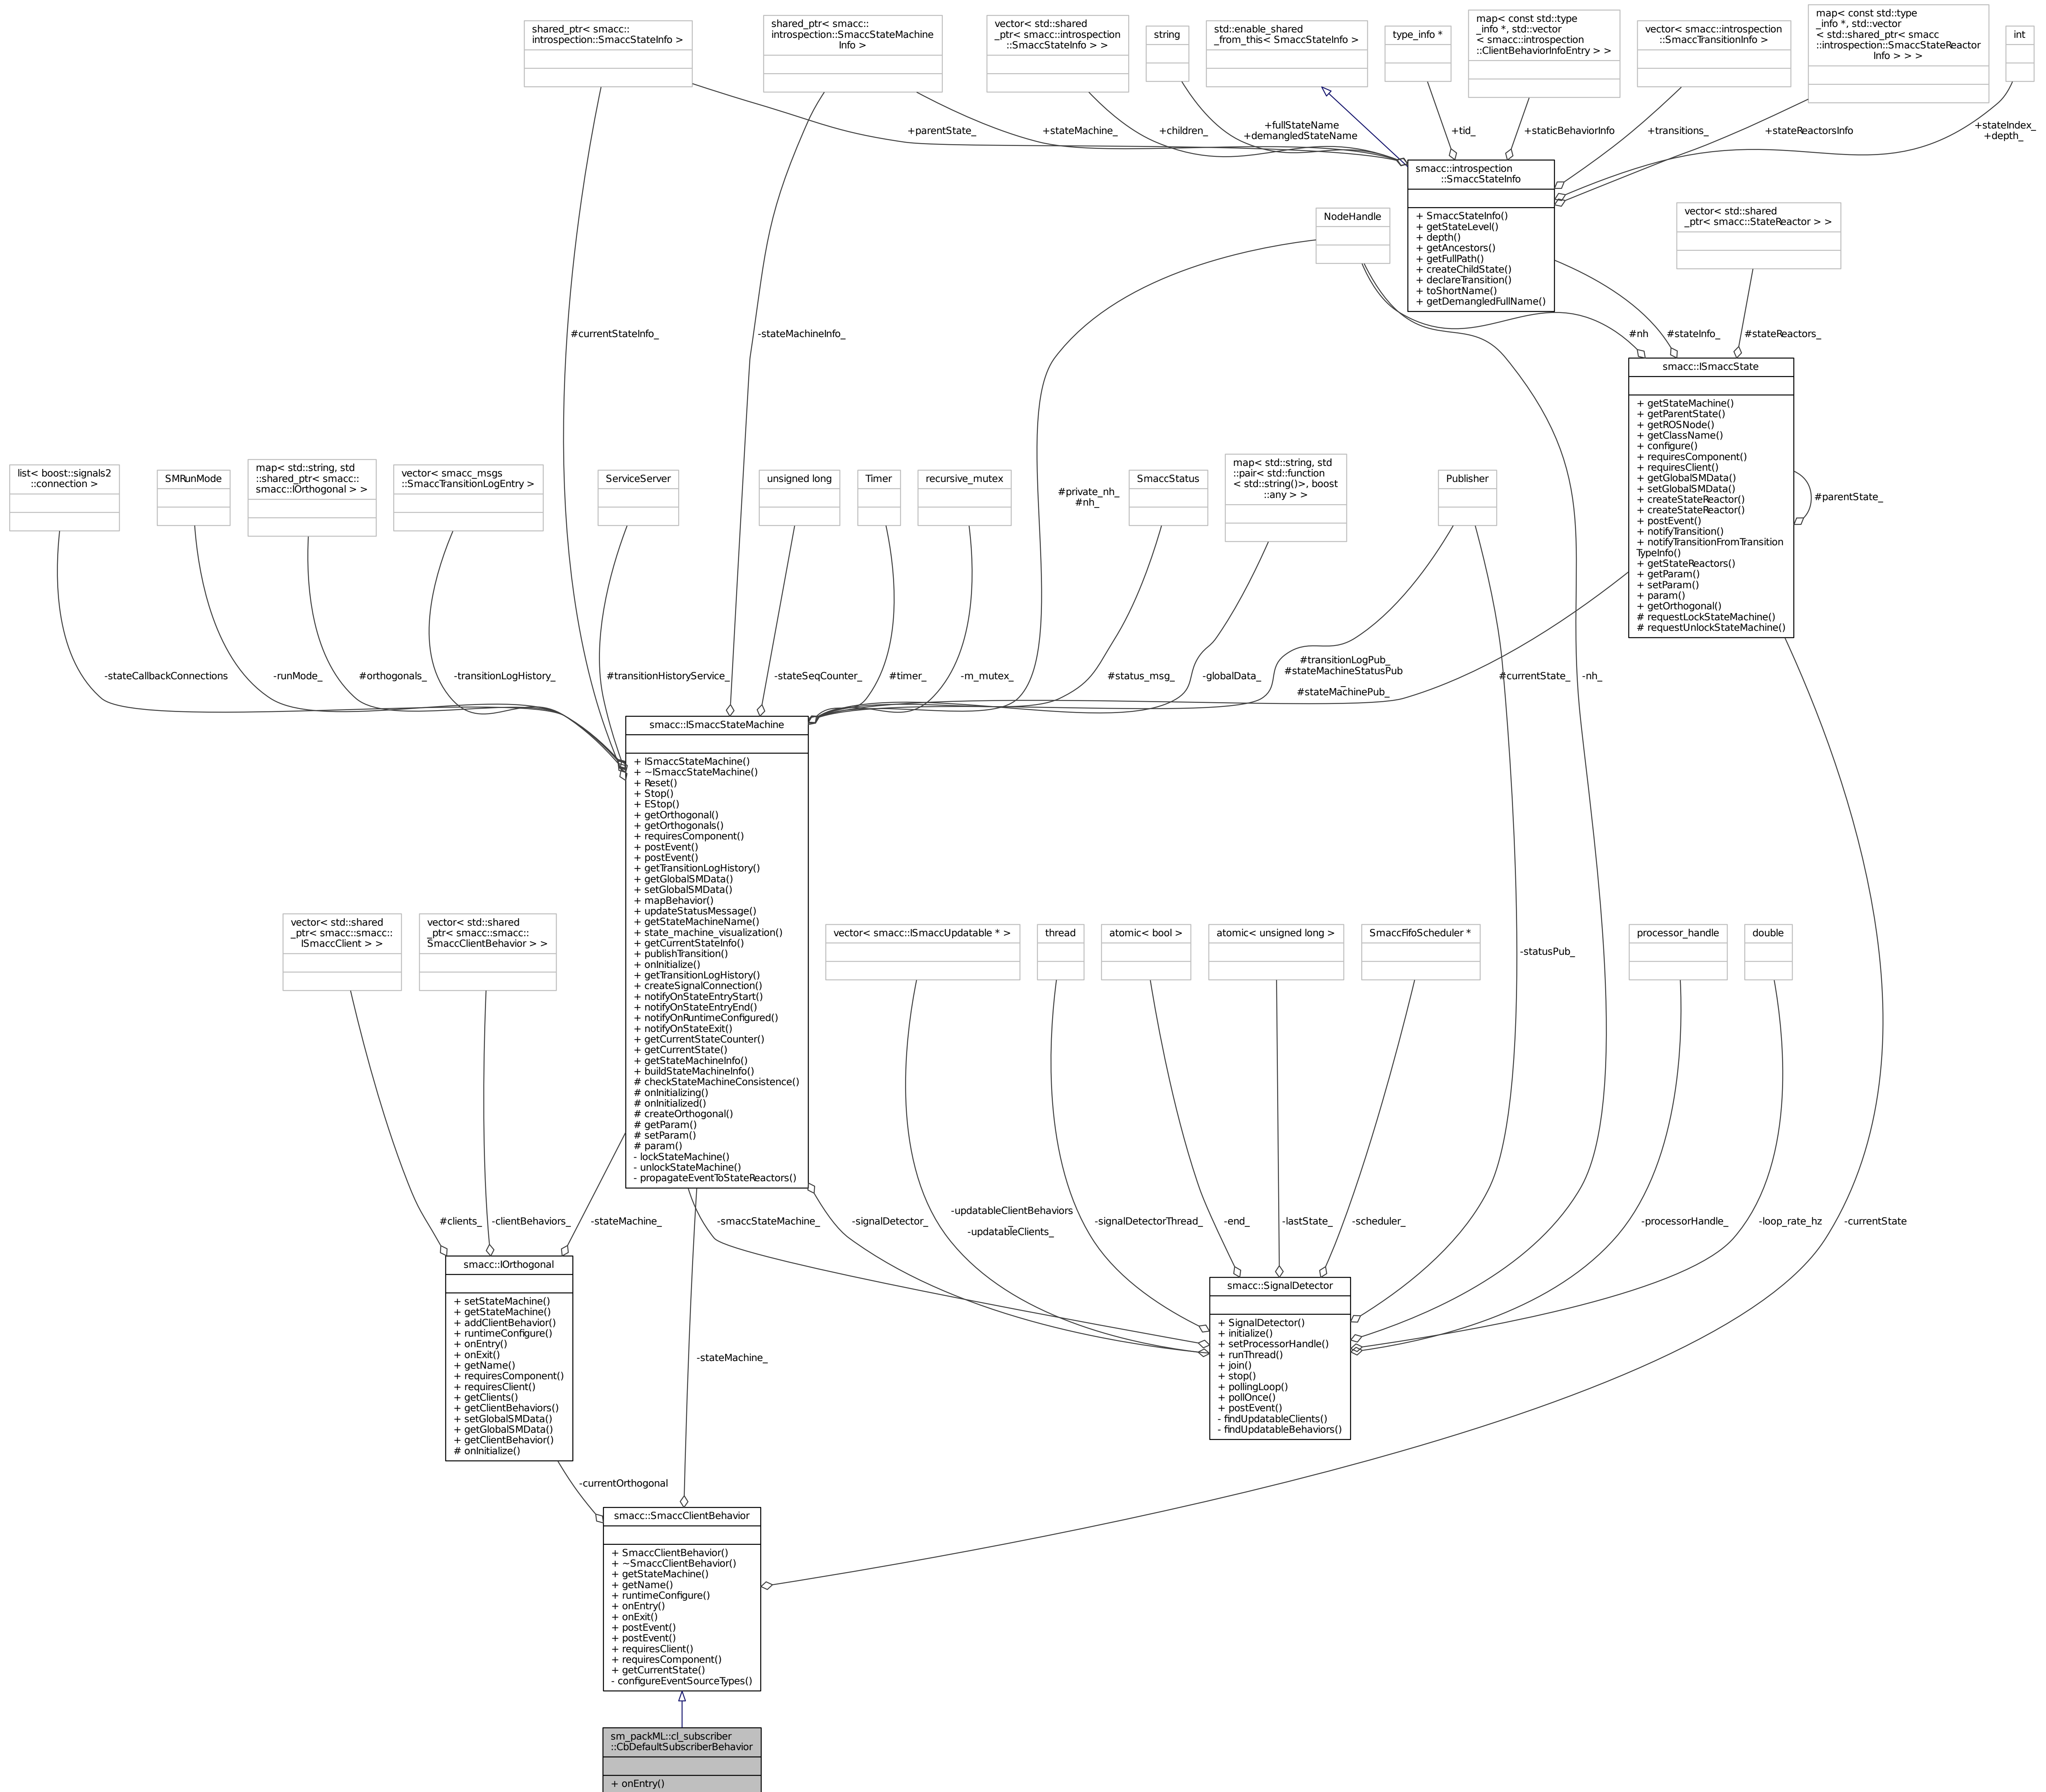 shared_ptr< smacc::
introspection::SmaccStateInfo >
shared_ptr< smacc::
introspection::SmaccStateMachine
Info >
vector< std::shared
_ptr< smacc::introspection
::SmaccStateInfo > >
string
std::enable_shared
_from_this< SmaccStateInfo >
type_info *
map< const std::type
_info *, std::vector
< smacc::introspection
::ClientBehaviorInfoEntry > >
vector< smacc::introspection
::SmaccTransitionInfo >
map< const std::type
_info *, std::vector
< std::shared_ptr< smacc
::introspection::SmaccStateReactor
Info > > >
int
+parentState_
+stateMachine_
+children_
+fullStateName
+demangledStateName
+tid_
+staticBehaviorInfo
+transitions_
+stateReactorsInfo
+stateIndex_
+depth_
smacc::introspection
::SmaccStateInfo
+ SmaccStateInfo()
+ getStateLevel()
+ depth()
+ getAncestors()
+ getFullPath()
+ createChildState()
+ declareTransition()
+ toShortName()
+ getDemangledFullName()
NodeHandle
vector< std::shared
_ptr< smacc::StateReactor > >
#currentStateInfo_
-stateMachineInfo_
#nh
#stateInfo_
#stateReactors_
smacc::ISmaccState
+ getStateMachine()
+ getParentState()
+ getROSNode()
+ getClassName()
+ configure()
+ requiresComponent()
+ requiresClient()
+ getGlobalSMData()
+ setGlobalSMData()
+ createStateReactor()
+ createStateReactor()
+ postEvent()
+ notifyTransition()
+ notifyTransitionFromTransition
TypeInfo()
+ getStateReactors()
+ getParam()
+ setParam()
+ param()
+ getOrthogonal()
# requestLockStateMachine()
# requestUnlockStateMachine()
#parentState_
list< boost::signals2
::connection >
SMRunMode
map< std::string, std
::shared_ptr< smacc::
smacc::IOrthogonal > >
vector< smacc_msgs
::SmaccTransitionLogEntry >
ServiceServer
unsigned long
Timer
recursive_mutex
#private_nh_
#nh_
SmaccStatus
map< std::string, std
::pair< std::function
< std::string()>, boost
::any > >
Publisher
-stateCallbackConnections
-runMode_
#orthogonals_
-transitionLogHistory_
#transitionHistoryService_
-stateSeqCounter_
#timer_
-m_mutex_
#status_msg_
-globalData_
#transitionLogPub_
#stateMachineStatusPub
_
#stateMachinePub_
#currentState_
-nh_
smacc::ISmaccStateMachine
+ ISmaccStateMachine()
+ ~ISmaccStateMachine()
+ Reset()
+ Stop()
+ EStop()
+ getOrthogonal()
+ getOrthogonals()
+ requiresComponent()
+ postEvent()
+ postEvent()
+ getTransitionLogHistory()
+ getGlobalSMData()
+ setGlobalSMData()
+ mapBehavior()
+ updateStatusMessage()
+ getStateMachineName()
+ state_machine_visualization()
+ getCurrentStateInfo()
+ publishTransition()
+ onInitialize()
+ getTransitionLogHistory()
+ createSignalConnection()
+ notifyOnStateEntryStart()
+ notifyOnStateEntryEnd()
+ notifyOnRuntimeConfigured()
+ notifyOnStateExit()
+ getCurrentStateCounter()
+ getCurrentState()
+ getStateMachineInfo()
+ buildStateMachineInfo()
# checkStateMachineConsistence()
# onInitializing()
# onInitialized()
# createOrthogonal()
# getParam()
# setParam()
# param()
- lockStateMachine()
- unlockStateMachine()
- propagateEventToStateReactors()
vector< std::shared
_ptr< smacc::smacc::
ISmaccClient > >
vector< std::shared
_ptr< smacc::smacc::
SmaccClientBehavior > >
vector< smacc::ISmaccUpdatable * >
thread
atomic< bool >
atomic< unsigned long >
SmaccFifoScheduler *
-statusPub_
processor_handle
double
#clients_
-clientBehaviors_
-stateMachine_
-smaccStateMachine_
-signalDetector_
-updatableClientBehaviors
_
-updatableClients_
-signalDetectorThread_
-end_
-lastState_
-scheduler_
-processorHandle_
-loop_rate_hz
-currentState
smacc::IOrthogonal
+ setStateMachine()
+ getStateMachine()
+ addClientBehavior()
+ runtimeConfigure()
+ onEntry()
+ onExit()
+ getName()
+ requiresComponent()
+ requiresClient()
+ getClients()
+ getClientBehaviors()
+ setGlobalSMData()
+ getGlobalSMData()
+ getClientBehavior()
# onInitialize()
smacc::SignalDetector
+ SignalDetector()
+ initialize()
+ setProcessorHandle()
+ runThread()
+ join()
+ stop()
+ pollingLoop()
+ pollOnce()
+ postEvent()
- findUpdatableClients()
- findUpdatableBehaviors()
-stateMachine_
-currentOrthogonal
smacc::SmaccClientBehavior
+ SmaccClientBehavior()
+ ~SmaccClientBehavior()
+ getStateMachine()
+ getName()
+ runtimeConfigure()
+ onEntry()
+ onExit()
+ postEvent()
+ postEvent()
+ requiresClient()
+ requiresComponent()
+ getCurrentState()
- configureEventSourceTypes()
sm_packML::cl_subscriber
::CbDefaultSubscriberBehavior
+ onEntry()